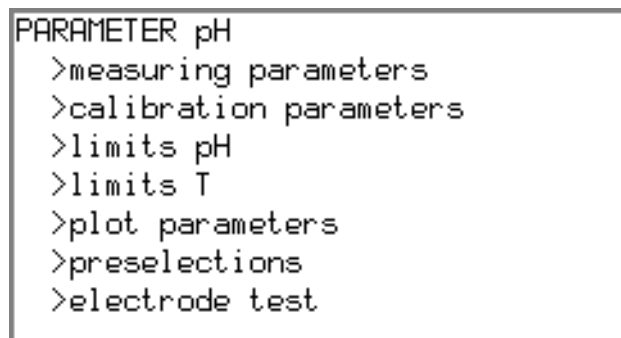 PARAMETER pH
>measuring parameters
>calibration parameters
>limits pH
>limits T
>plot parameters
>preselections
>electrode test